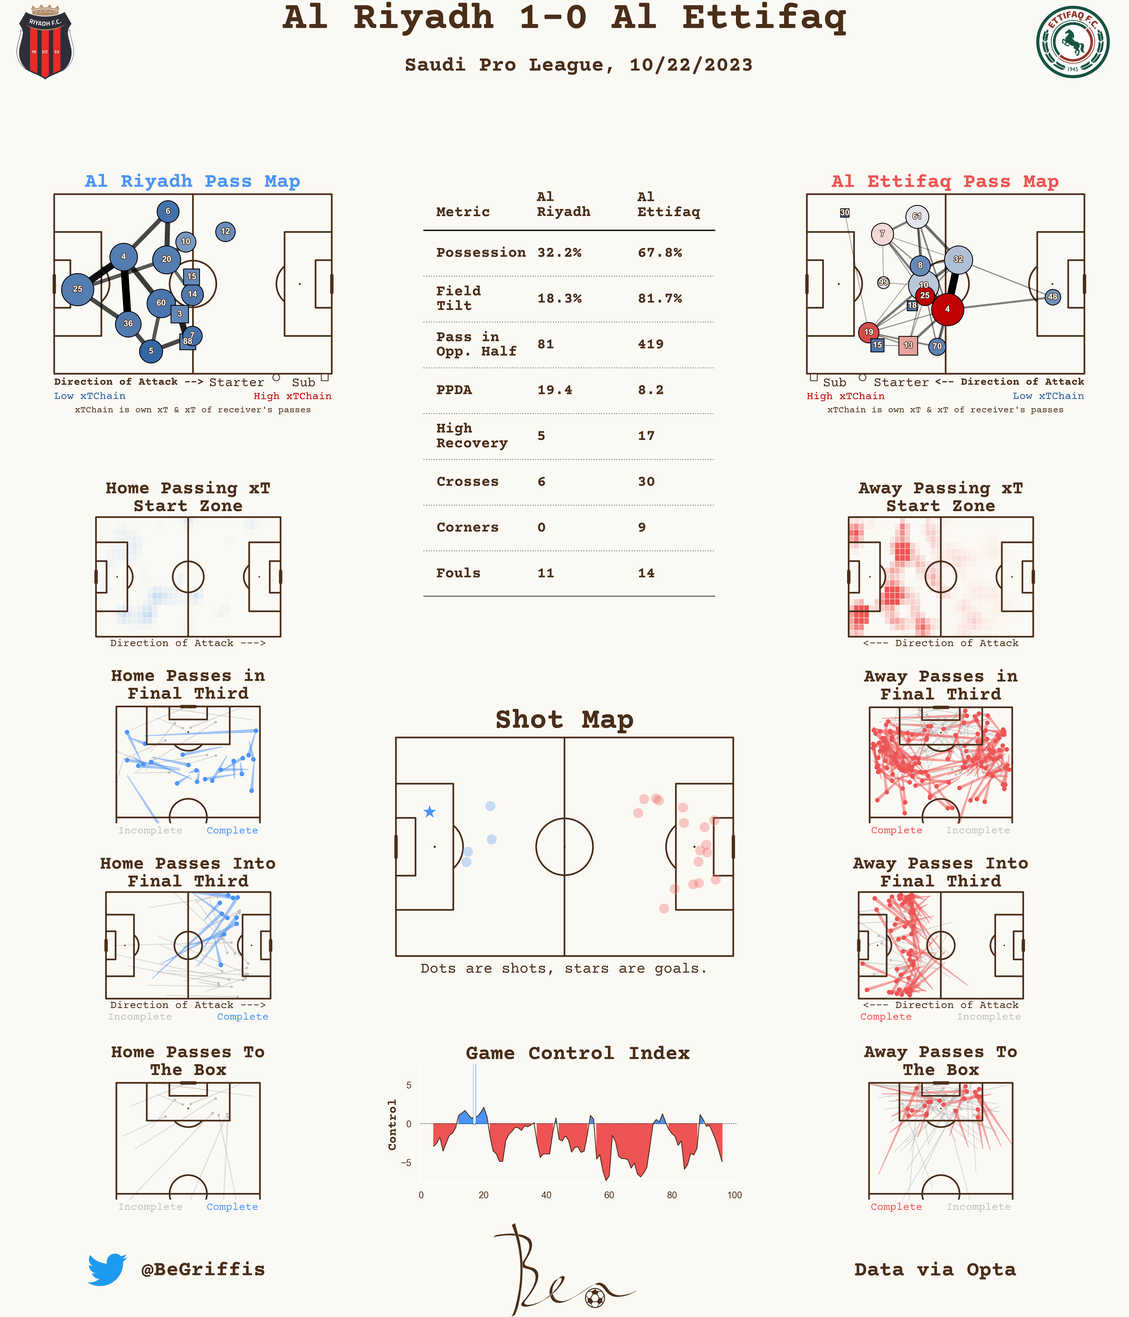 Al Riyadh 1-0 Al Ettifaq
Saudi Pro League, 10/22/2023
RIYADH F.C.
ETTIFAQ F.C.
1945
Al Riyadh Pass Map
6
12
10
4
20
25
15
14
60
3
36
7
88
5
Direction of Attack --> Starter Sub
Low xTChain High xTChain
xTChain is own xT & xT of receiver's passes
Metric Al Riyadh Al Ettifaq
Possession 32.2% 67.8%
Field Tilt 18.3% 81.7%
Pass in Opp. Half 81 419
PPDA 19.4 8.2
High Recovery 5 17
Crosses 6 30
Corners 0 9
Fouls 11 14
Al Ettifaq Pass Map
30
61
7
32
8
10
25
18
4
48
19
15
13
70
Sub Starter <-- Direction of Attack
High xTChain Low xTChain
xTChain is own xT & xT of receiver's passes
Home Passing xT
Start Zone
Direction of Attack --->
Away Passing xT
Start Zone
<--- Direction of Attack
Home Passes in
Final Third
Incomplete Complete
Away Passes in
Final Third
Complete Incomplete
Shot Map
Dots are shots, stars are goals.
Home Passes Into
Final Third
Direction of Attack --->
Incomplete Complete
Away Passes Into
Final Third
<--- Direction of Attack
Complete Incomplete
Home Passes To
The Box
Incomplete Complete
Game Control Index
Control
5
0
−5
0 20 40 60 80 100
Away Passes To
The Box
Complete Incomplete
@BeGriffis
Ben
Data via Opta